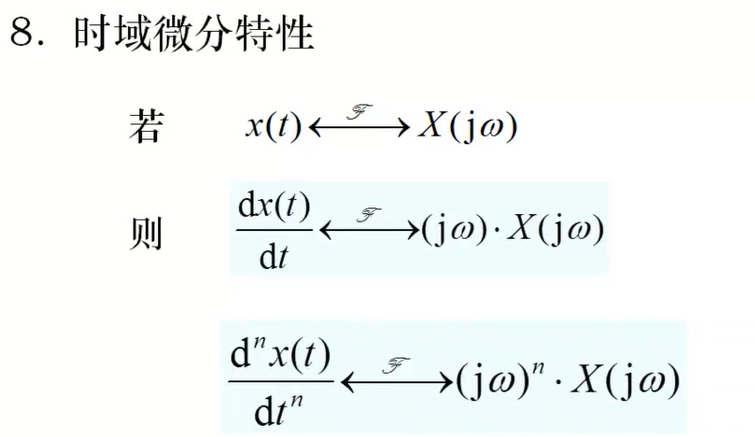 8. 时域微分特性
若 x(t) ⟷ℱ X(jω)
则 dx(t)/dt ⟷ℱ (jω)·X(jω)
dⁿx(t)/dtⁿ ⟷ℱ (jω)ⁿ·X(jω)